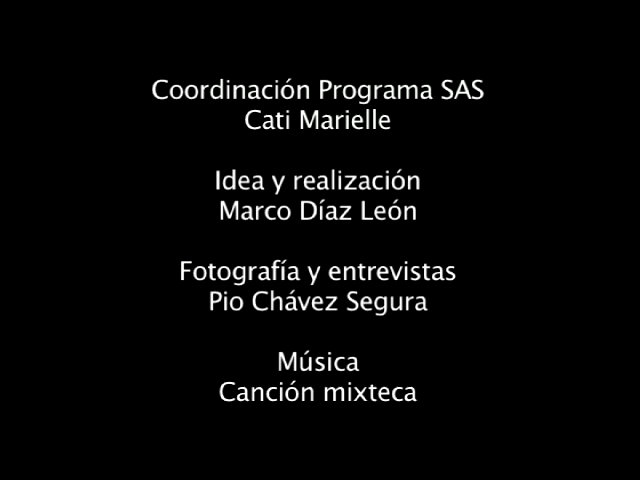 Coordinación Programa SAS
Cati Marielle
Idea y realización
Marco Díaz León
Fotografía y entrevistas
Pio Chávez Segura
Música
Canción mixteca